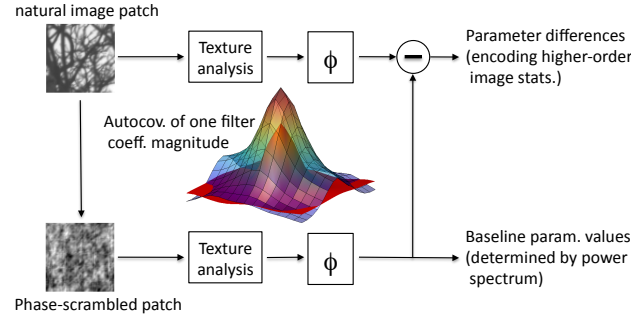 natural image patch
Texture
analysis
ϕ
Parameter differences
(encoding higher-order
image stats.)
Autocov. of one filter
coeff. magnitude
Texture
analysis
ϕ
Baseline param. values
(determined by power
spectrum)
Phase-scrambled patch